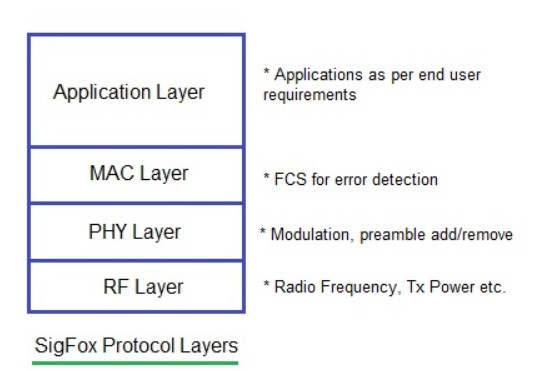 Application Layer
* Applications as per end user
requirements
MAC Layer
* FCS for error detection
PHY Layer
* Modulation, preamble add/remove
RF Layer
* Radio Frequency, Tx Power etc.
SigFox Protocol Layers